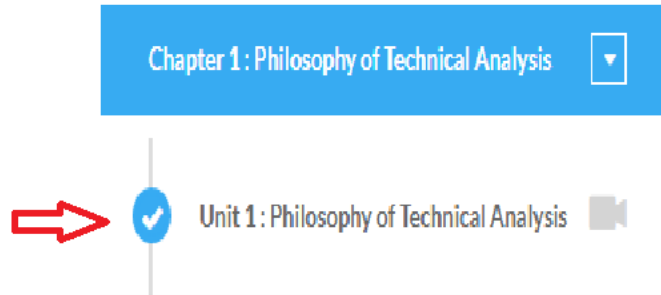 Chapter 1 : Philosophy of Technical Analysis
Unit 1 : Philosophy of Technical Analysis